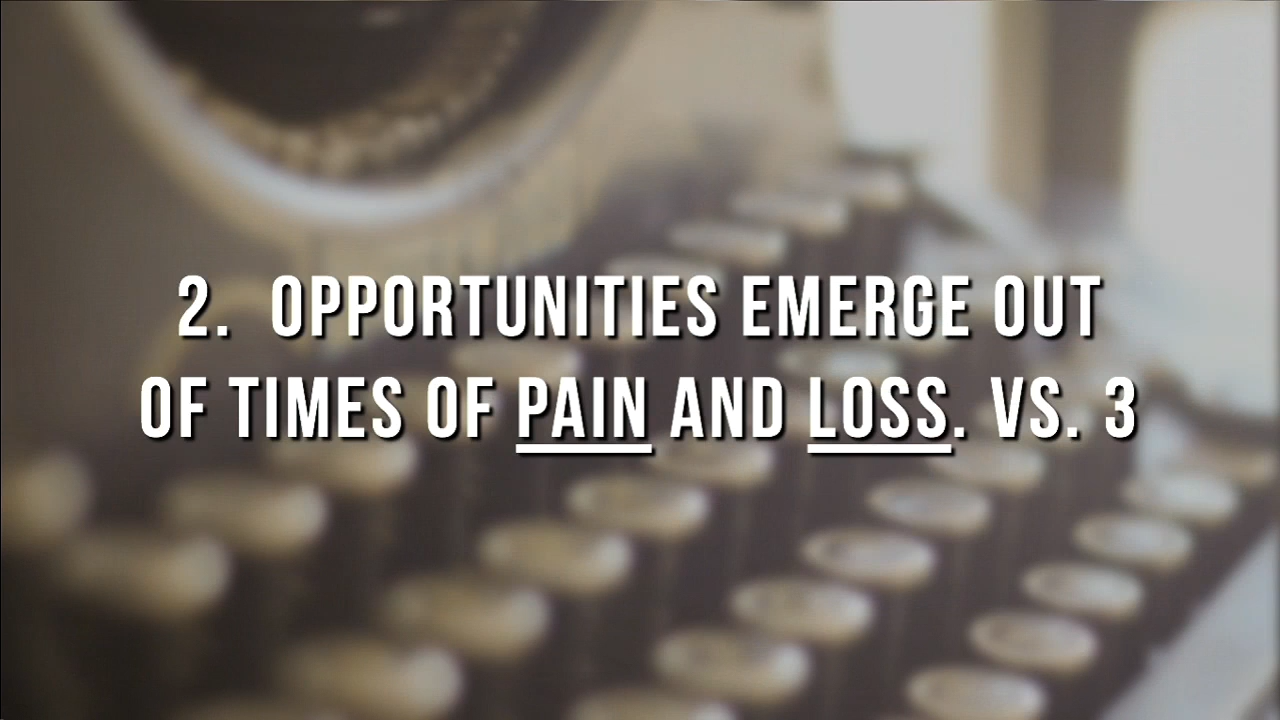 2. OPPORTUNITIES EMERGE OUT
OF TIMES OF PAIN AND LOSS. VS. 3